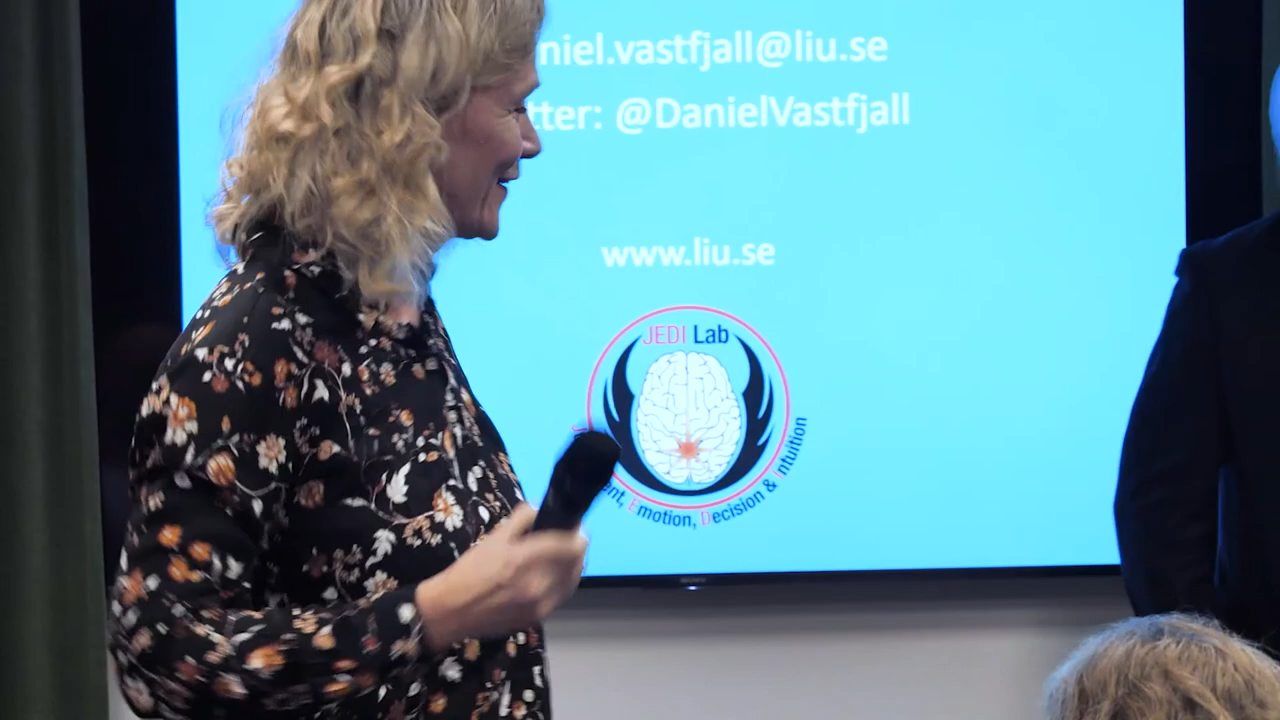 niel.vastfjall@liu.se
tter: @DanielVastfjall
www.liu.se
JEDI Lab
ent, Emotion, Decision & Intuition